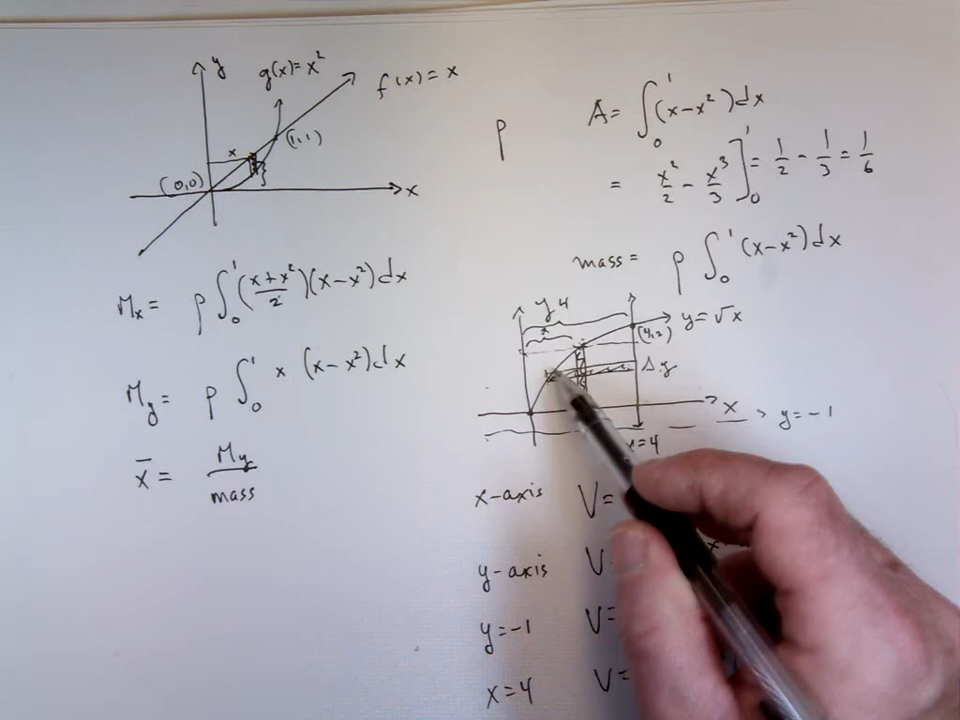 y
g(x) = x²
f(x) = x
(1,1)
x
(0,0)
x
Mₓ = ρ ∫₀¹ ((x+x²)/2)(x−x²)dx
M_y = ρ ∫₀¹ x (x−x²)dx
x̄ = M_y / mass
ρ
A = ∫₀¹ (x−x²)dx
= x²/2 − x³/3 ]₀¹ = 1/2 − 1/3 = 1/6
mass = ρ ∫₀¹ (x−x²)dx
y 4
x
y = √x
(4,2)
Δy
x
y = −1
=4
x-axis V=
y-axis V=
y=−1 V=
x=4 V=